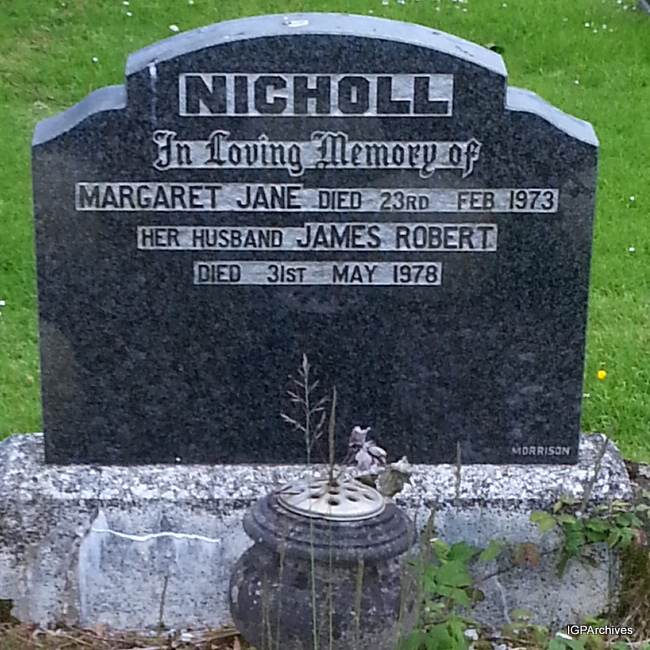 NICHOLL
In Loving Memory of
MARGARET JANE DIED 23RD FEB 1973
HER HUSBAND JAMES ROBERT
DIED 31ST MAY 1978
MORRISON
IGPArchives